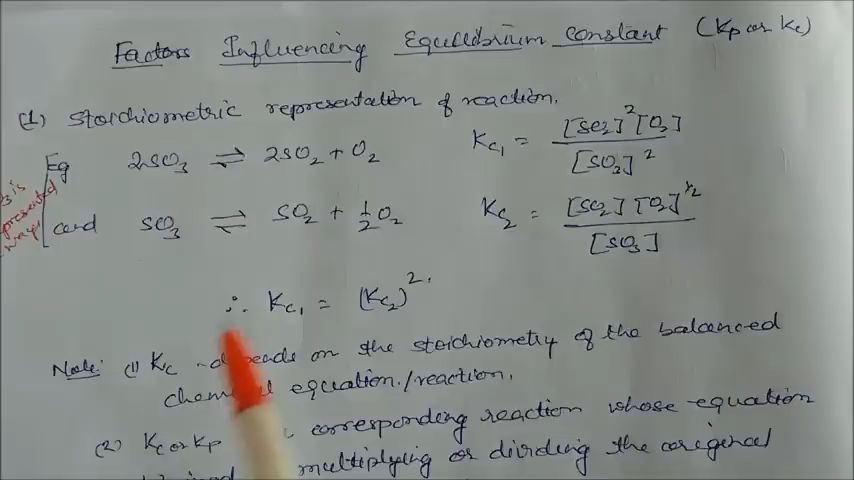 Factors Influencing Equilibrium constant (Kp or Kc)
(1) Stoichiometric representation of reaction.
Eg 2SO₃ ⇌ 2SO₂ + O₂ Kc₁ = [SO₂]² [O₂] / [SO₃]²
and SO₃ ⇌ SO₂ + ½O₂ Kc₂ = [SO₂] [O₂]^½ / [SO₃]
∴ Kc₁ = (Kc₂)².
Note: (1) Kc depends on the stoichiometry of the balanced
chemical equation/reaction.
(2) Kc or Kp corresponding reaction whose equation
multiplying or dividing the original